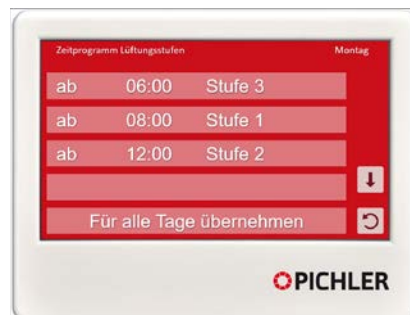 Zeitprogramm Lüftungsstufen Montag
ab 06:00 Stufe 3
ab 08:00 Stufe 1
ab 12:00 Stufe 2
Für alle Tage übernehmen
PICHLER